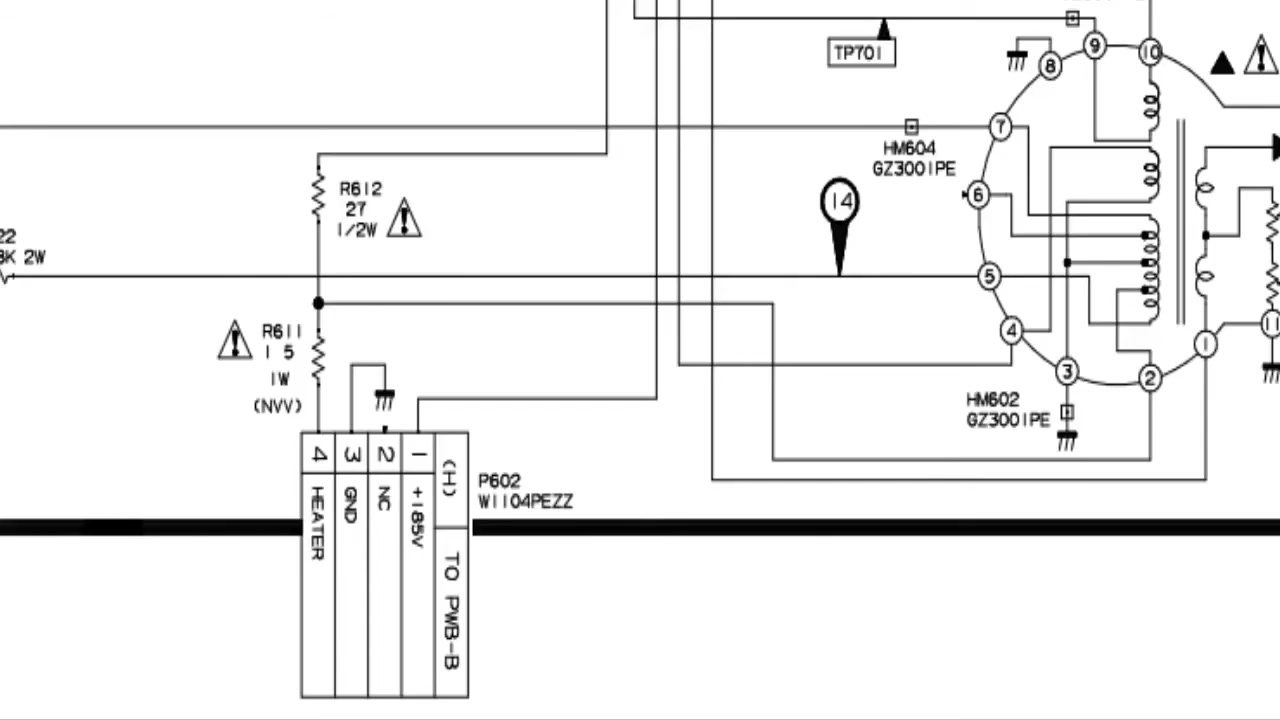 TP701
9
10
8
7
HM604
GZ3001PE
R612
27
1/2W
6
14
22
8K 2W
5
R611
1 5
1W
(NVV)
4
11
1
3
2
HM602
GZ3001PE
4 HEATER
3 GND
2 NC
1 +185V
(H) TO PWB-B
P602
W1104PEZZ